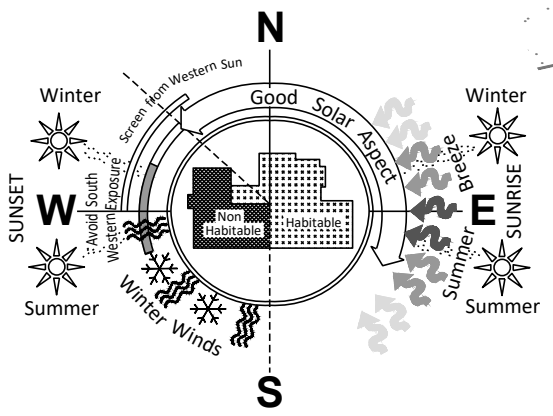 N
Screen from Western Sun
Good Solar Aspect
Winter
Winter
Breeze
SUNSET
W
Avoid South
Western Exposure
Non
Habitable
Habitable
E
SUNRISE
Summer
Summer
Summer
Winter Winds
S